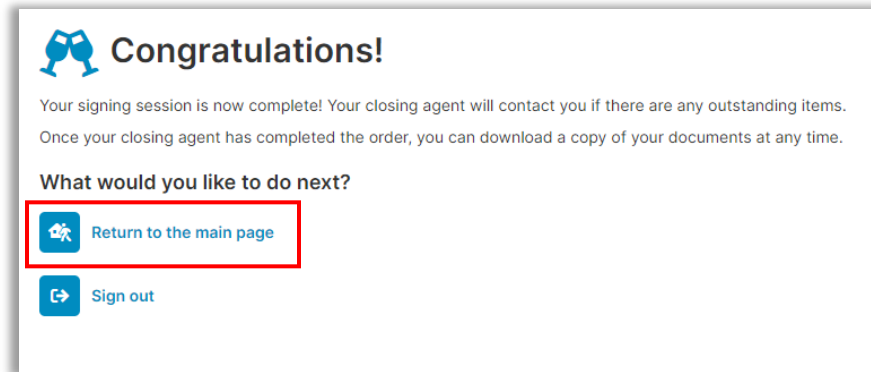 Congratulations!
Your signing session is now complete! Your closing agent will contact you if there are any outstanding items.
Once your closing agent has completed the order, you can download a copy of your documents at any time.
What would you like to do next?
Return to the main page
Sign out